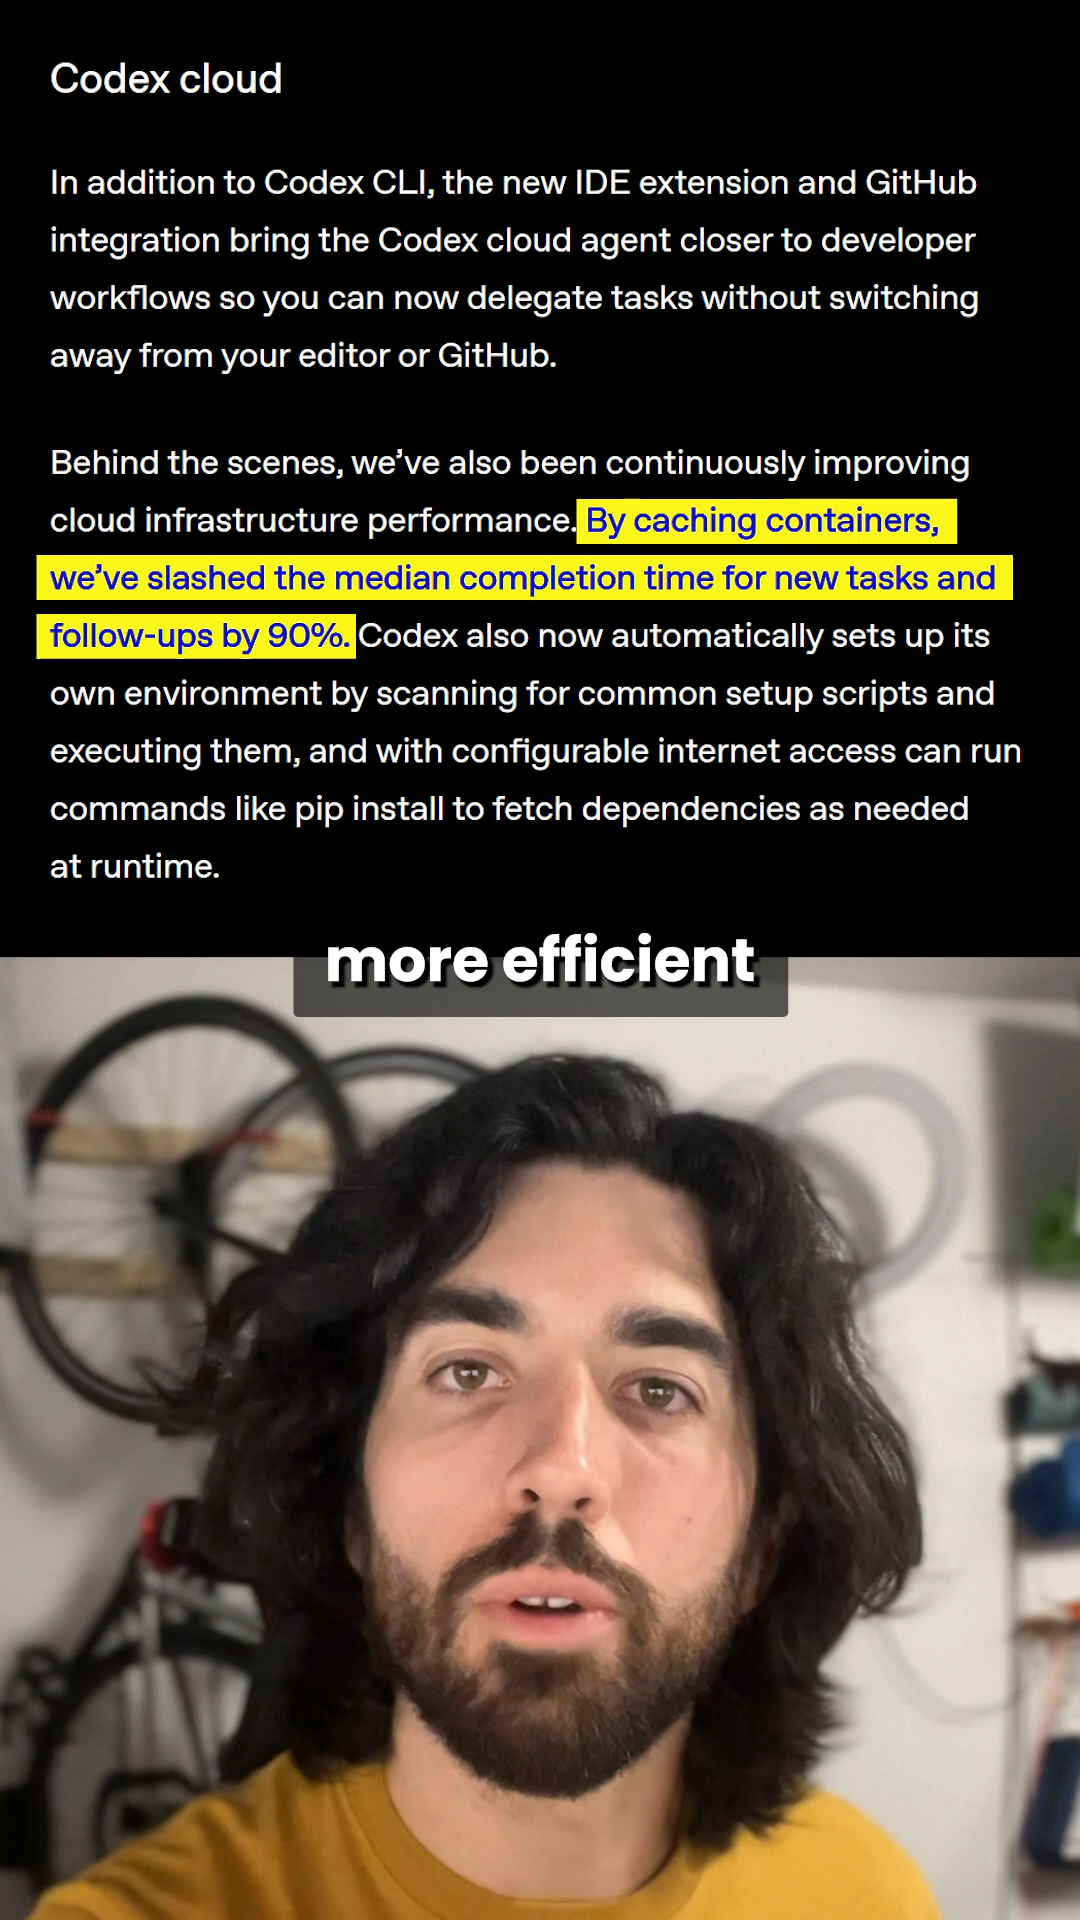 Codex cloud
In addition to Codex CLI, the new IDE extension and GitHub
integration bring the Codex cloud agent closer to developer
workflows so you can now delegate tasks without switching
away from your editor or GitHub.
Behind the scenes, we’ve also been continuously improving
cloud infrastructure performance. By caching containers,
we’ve slashed the median completion time for new tasks and
follow-ups by 90%. Codex also now automatically sets up its
own environment by scanning for common setup scripts and
executing them, and with configurable internet access can run
commands like pip install to fetch dependencies as needed
at runtime.
more efficient